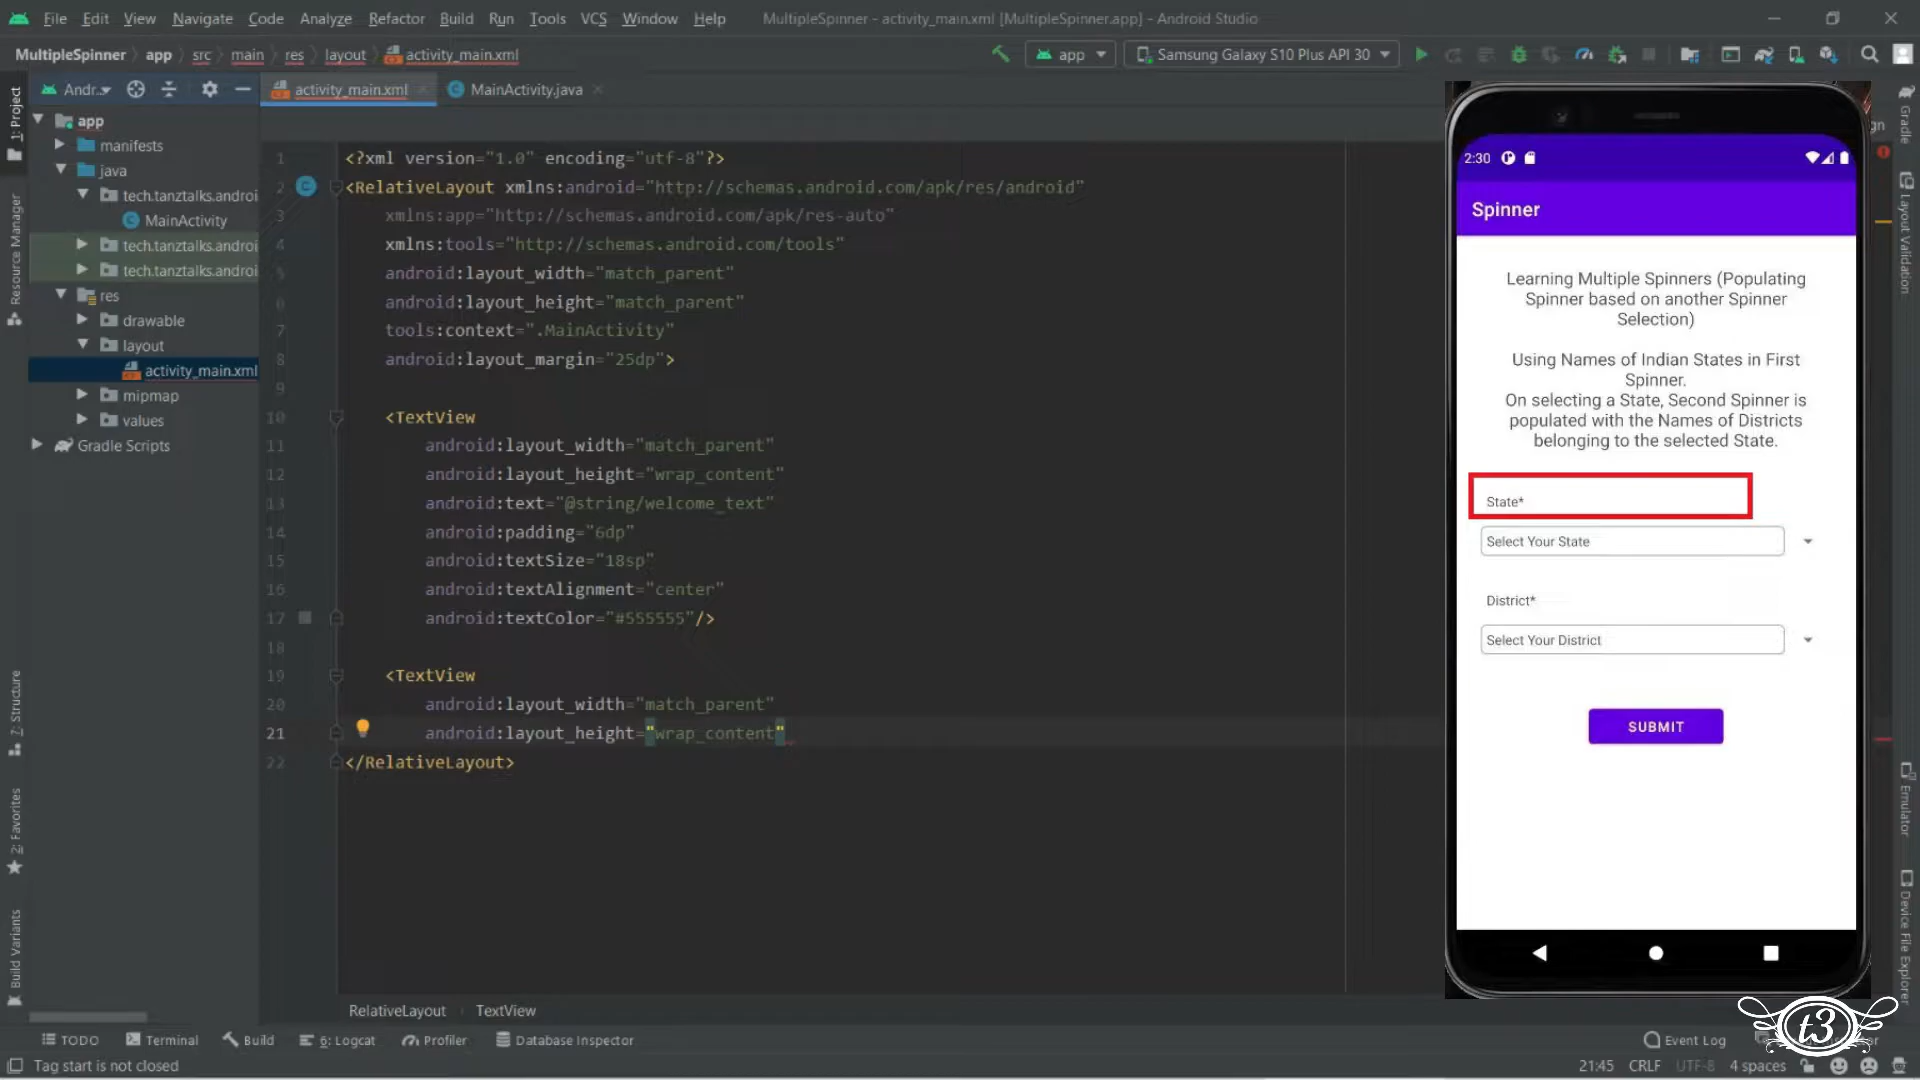 File Edit View Navigate Code Analyze Refactor Build Run Tools VCS Window Help MultipleSpinner - activity_main.xml [MultipleSpinner.app] - Android Studio
MultipleSpinner app src main res layout activity_main.xml app Samsung Galaxy S10 Plus API 30
Andr... activity_main.xml MainActivity.java
1: Project
Resource Manager
7: Structure
2: Favorites
Build Variants
app
manifests
java
tech.tanztalks.androi
MainActivity
tech.tanztalks.androi
tech.tanztalks.androi
res
drawable
layout
activity_main.xml
mipmap
values
Gradle Scripts
1 <?xml version="1.0" encoding="utf-8"?>
2 <RelativeLayout xmlns:android="http://schemas.android.com/apk/res/android"
3 xmlns:app="http://schemas.android.com/apk/res-auto"
4 xmlns:tools="http://schemas.android.com/tools"
5 android:layout_width="match_parent"
6 android:layout_height="match_parent"
7 tools:context=".MainActivity"
8 android:layout_margin="25dp">
9
10 <TextView
11 android:layout_width="match_parent"
12 android:layout_height="wrap_content"
13 android:text="@string/welcome_text"
14 android:padding="6dp"
15 android:textSize="18sp"
16 android:textAlignment="center"
17 android:textColor="#555555"/>
18
19 <TextView
20 android:layout_width="match_parent"
21 android:layout_height="wrap_content"
22 </RelativeLayout>
2:30
Spinner
Learning Multiple Spinners (Populating
Spinner based on another Spinner
Selection)
Using Names of Indian States in First
Spinner.
On selecting a State, Second Spinner is
populated with the Names of Districts
belonging to the selected State.
State*
Select Your State
District*
Select Your District
SUBMIT
Gradle
Layout Validation
Emulator
Device File Explorer
RelativeLayout TextView
TODO Terminal Build 6: Logcat Profiler Database Inspector Event Log
Tag start is not closed 21:45 CRLF UTF-8 4 spaces
t3